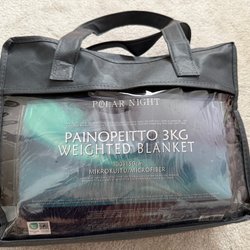 POLAR NIGHT
PAINOPEITTO 3KG
WEIGHTED BLANKET
MIKROKUITU/MICROFIBER